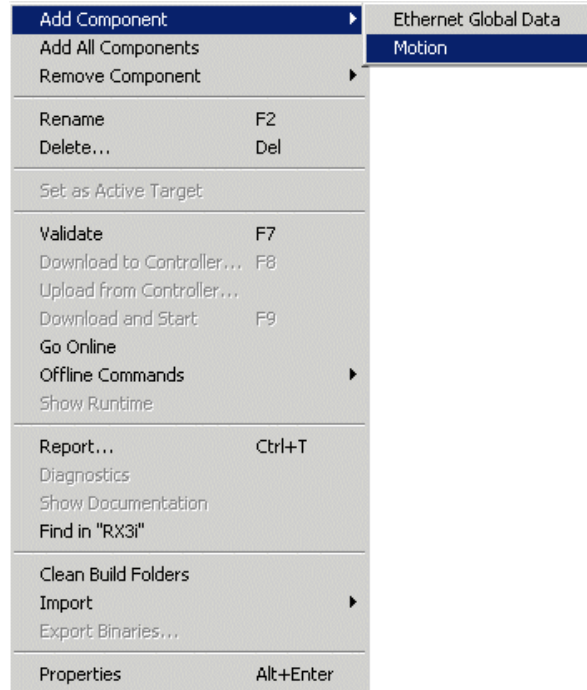 Add Component Ethernet Global Data
Add All Components Motion
Remove Component
Rename F2
Delete... Del
Set as Active Target
Validate F7
Download to Controller... F8
Upload from Controller...
Download and Start F9
Go Online
Offline Commands
Show Runtime
Report... Ctrl+T
Diagnostics
Show Documentation
Find in "RX3i"
Clean Build Folders
Import
Export Binaries...
Properties Alt+Enter